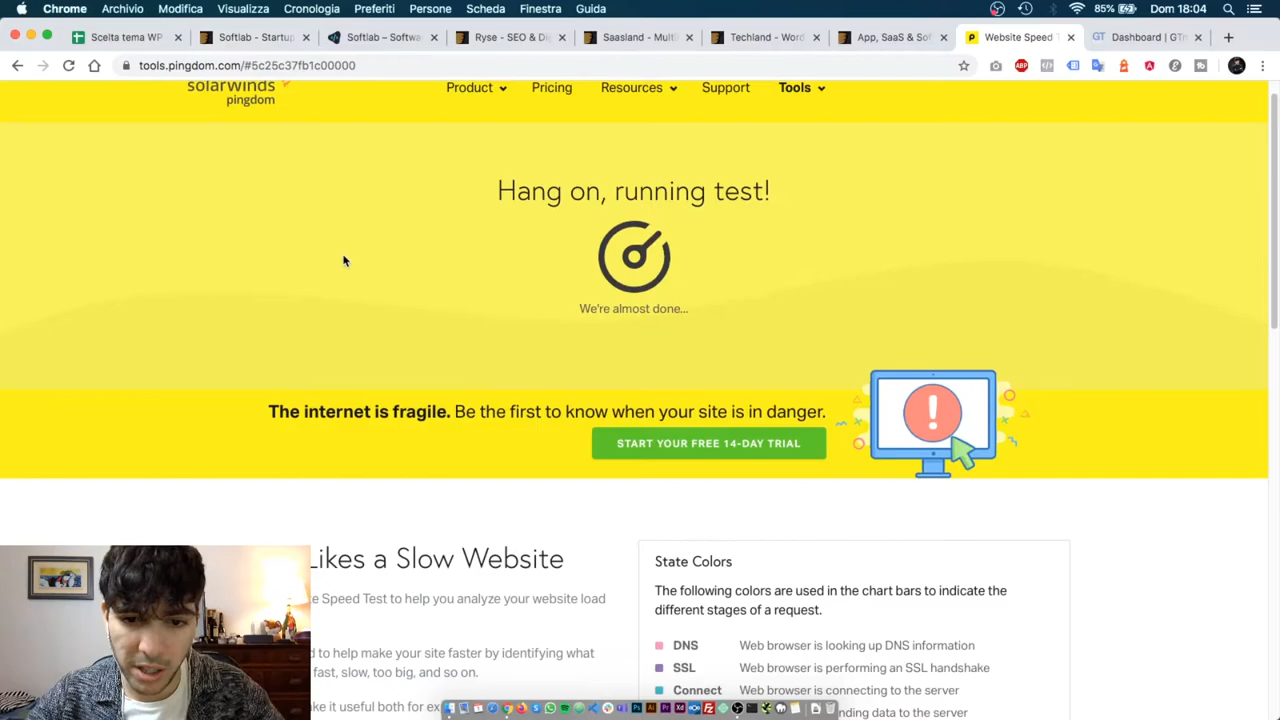 Chrome Archivio Modifica Visualizza Cronologia Preferiti Persone Scheda Finestra Guida 85% Dom 18:04
Scelta tema WP Softlab - Startup Softlab – Softwa Ryse - SEO & Di Saasland - Multi Techland - Word App, SaaS & Sof Website Speed T Dashboard | GTm
tools.pingdom.com/#5c25c37fb1c00000
solarwinds
pingdom
Product Pricing Resources Support Tools
Hang on, running test!
We're almost done...
The internet is fragile. Be the first to know when your site is in danger.
START YOUR FREE 14-DAY TRIAL
Likes a Slow Website
te Speed Test to help you analyze your website load
d to help make your site faster by identifying what
fast, slow, too big, and so on.
ke it useful both for ex
State Colors
The following colors are used in the chart bars to indicate the
different stages of a request.
DNS Web browser is looking up DNS information
SSL Web browser is performing an SSL handshake
Connect Web browser is connecting to the server
nding data to the server